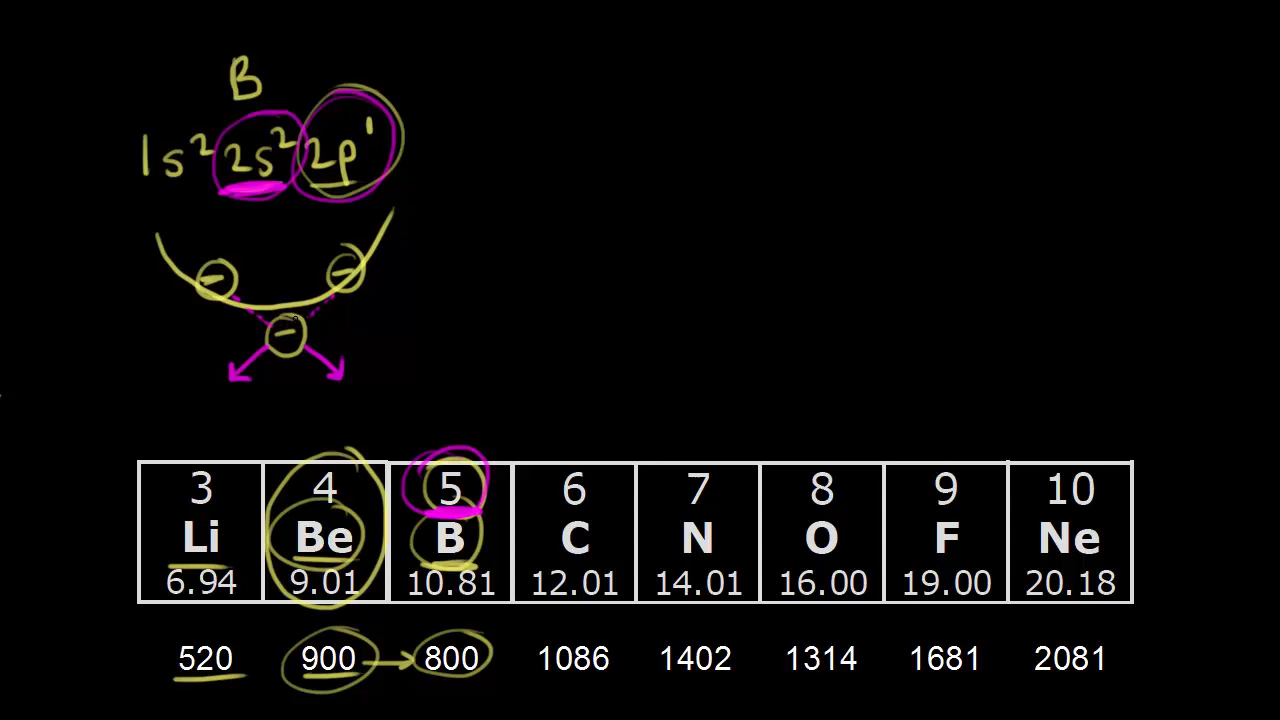 B
1s² 2s² 2p¹
−
−
−
3 4 5 6 7 8 9 10
Li Be B C N O F Ne
6.94 9.01 10.81 12.01 14.01 16.00 19.00 20.18
520 900 800 1086 1402 1314 1681 2081